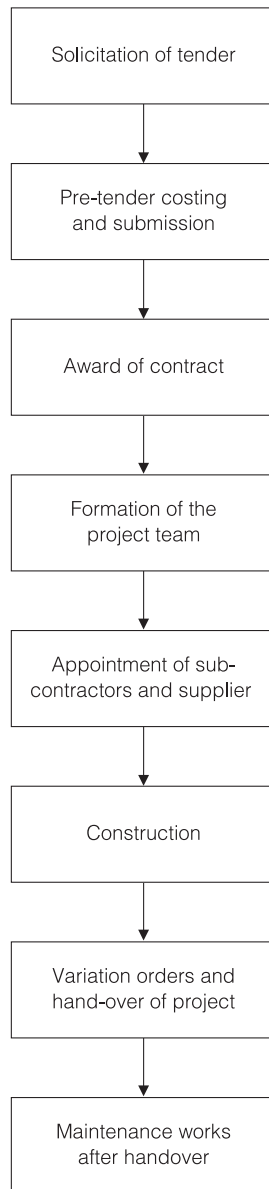 Solicitation of tender
Pre-tender costing
and submission
Award of contract
Formation of the
project team
Appointment of sub-
contractors and supplier
Construction
Variation orders and
hand-over of project
Maintenance works
after handover